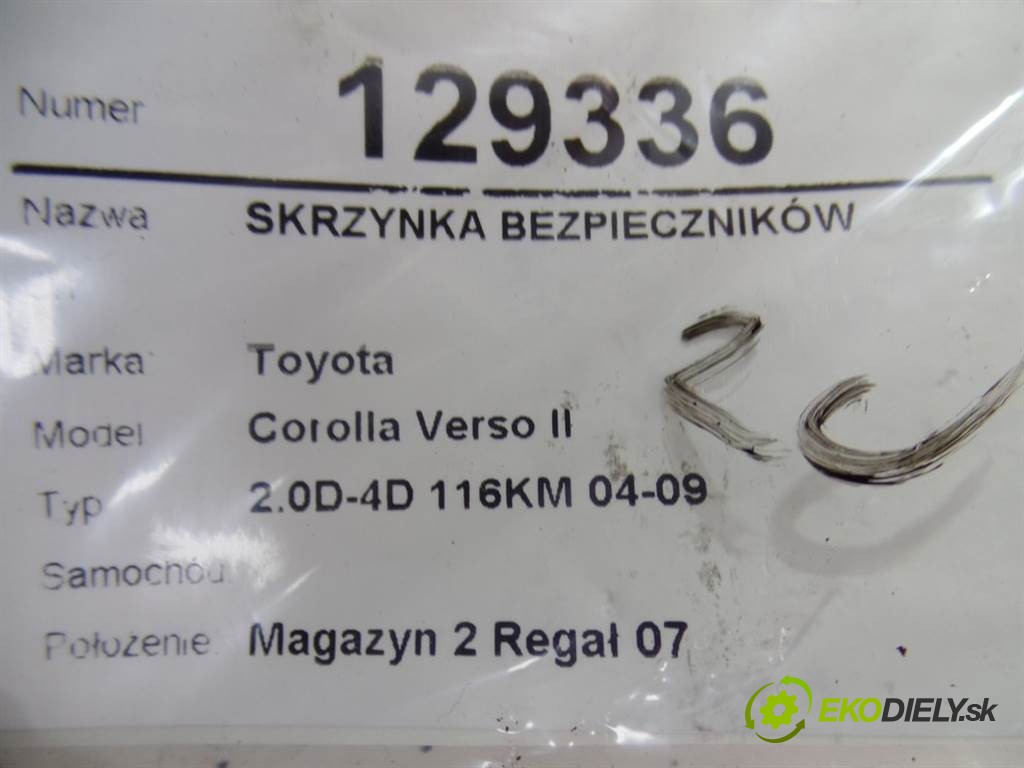 Numer 129336
Nazwa SKRZYNKA BEZPIECZNIKÓW
Marka Toyota
Model Corolla Verso II
Typ 2.0D-4D 116KM 04-09
Samochód
Położenie Magazyn 2 Regał 07
EKODIELY.sk